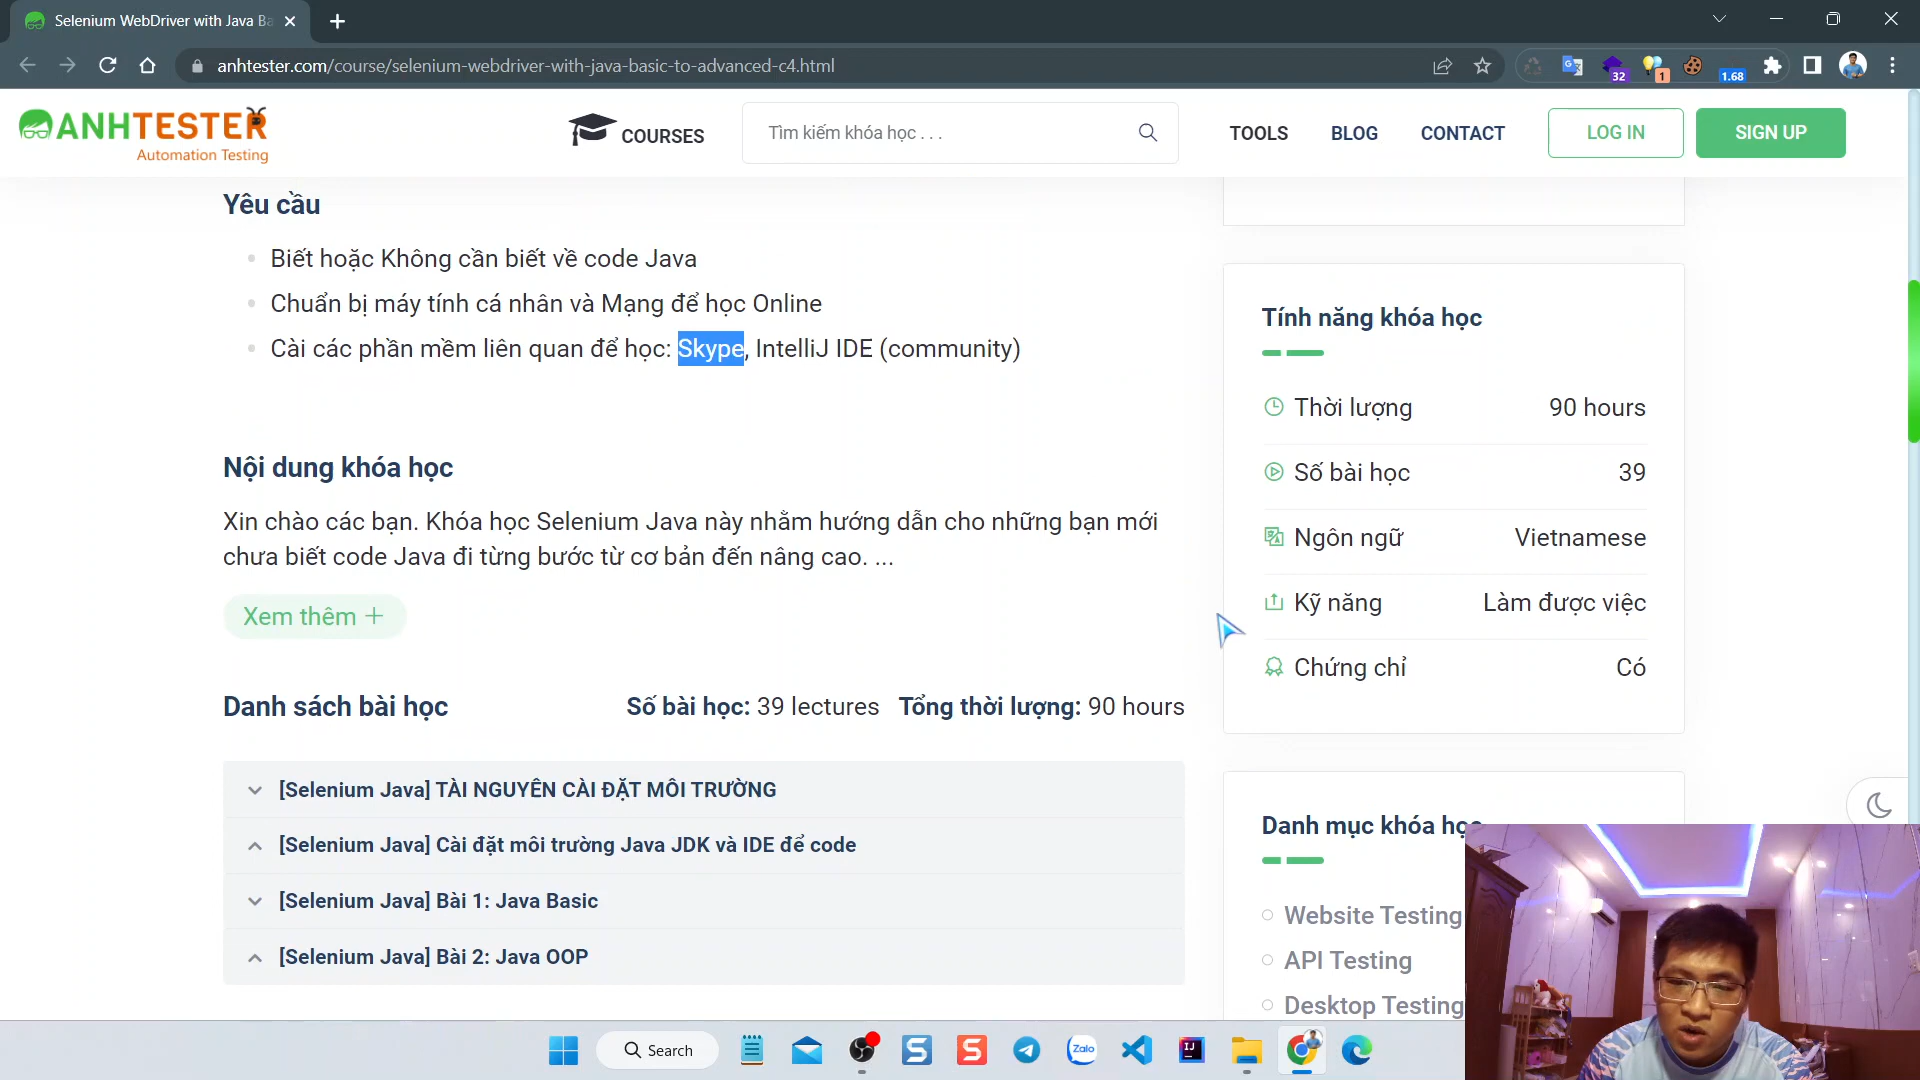 Selenium WebDriver with Java Ba
anhtester.com/course/selenium-webdriver-with-java-basic-to-advanced-c4.html
32
1
1.68
ANHTESTER
Automation Testing
COURSES
Tìm kiếm khóa học . . .
TOOLS
BLOG
CONTACT
LOG IN
SIGN UP
Yêu cầu
Biết hoặc Không cần biết về code Java
Chuẩn bị máy tính cá nhân và Mạng để học Online
Cài các phần mềm liên quan để học: Skype, IntelliJ IDE (community)
Nội dung khóa học
Xin chào các bạn. Khóa học Selenium Java này nhằm hướng dẫn cho những bạn mới
chưa biết code Java đi từng bước từ cơ bản đến nâng cao. ...
Xem thêm +
Danh sách bài học
Số bài học: 39 lectures Tổng thời lượng: 90 hours
[Selenium Java] TÀI NGUYÊN CÀI ĐẶT MÔI TRƯỜNG
[Selenium Java] Cài đặt môi trường Java JDK và IDE để code
[Selenium Java] Bài 1: Java Basic
[Selenium Java] Bài 2: Java OOP
Tính năng khóa học
Thời lượng 90 hours
Số bài học 39
Ngôn ngữ Vietnamese
Kỹ năng Làm được việc
Chứng chỉ Có
Danh mục khóa học
Website Testing
API Testing
Desktop Testing
Search
S
S
Zalo
IJ